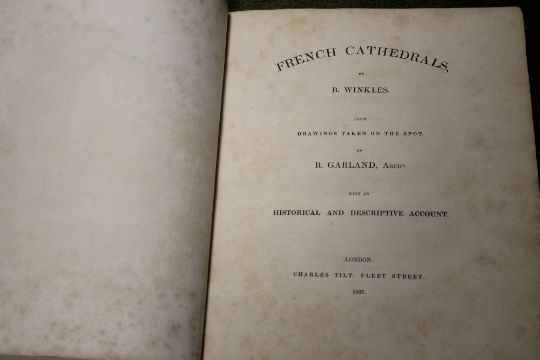 FRENCH CATHEDRALS,
BY
B. WINKLES.
FROM
DRAWINGS TAKEN ON THE SPOT,
BY
R. GARLAND, ARCHT.
WITH AN
HISTORICAL AND DESCRIPTIVE ACCOUNT.
LONDON:
CHARLES TILT, FLEET STREET.
1837.